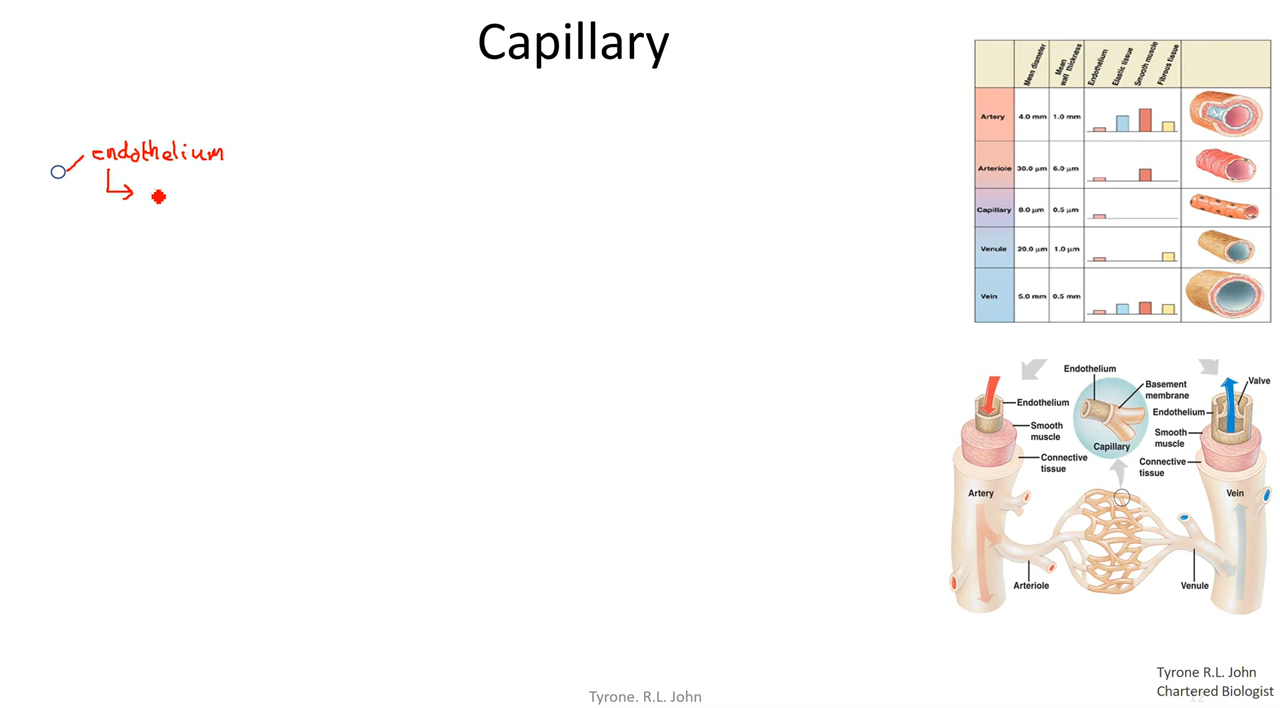 Capillary
endothelium
Mean diameter
Mean wall thickness
Endothelium
Elastic tissue
Smooth muscle
Fibrous tissue
Artery 4.0 mm 1.0 mm
Arteriole 30.0 µm 6.0 µm
Capillary 8.0 µm 0.5 µm
Venule 20.0 µm 1.0 µm
Vein 5.0 mm 0.5 mm
Endothelium
Basement
membrane
Capillary
Endothelium
Smooth
muscle
Connective
tissue
Artery
Valve
Endothelium
Smooth
muscle
Connective
tissue
Vein
Arteriole
Venule
Tyrone R.L. John
Chartered Biologist
Tyrone. R.L. John
12